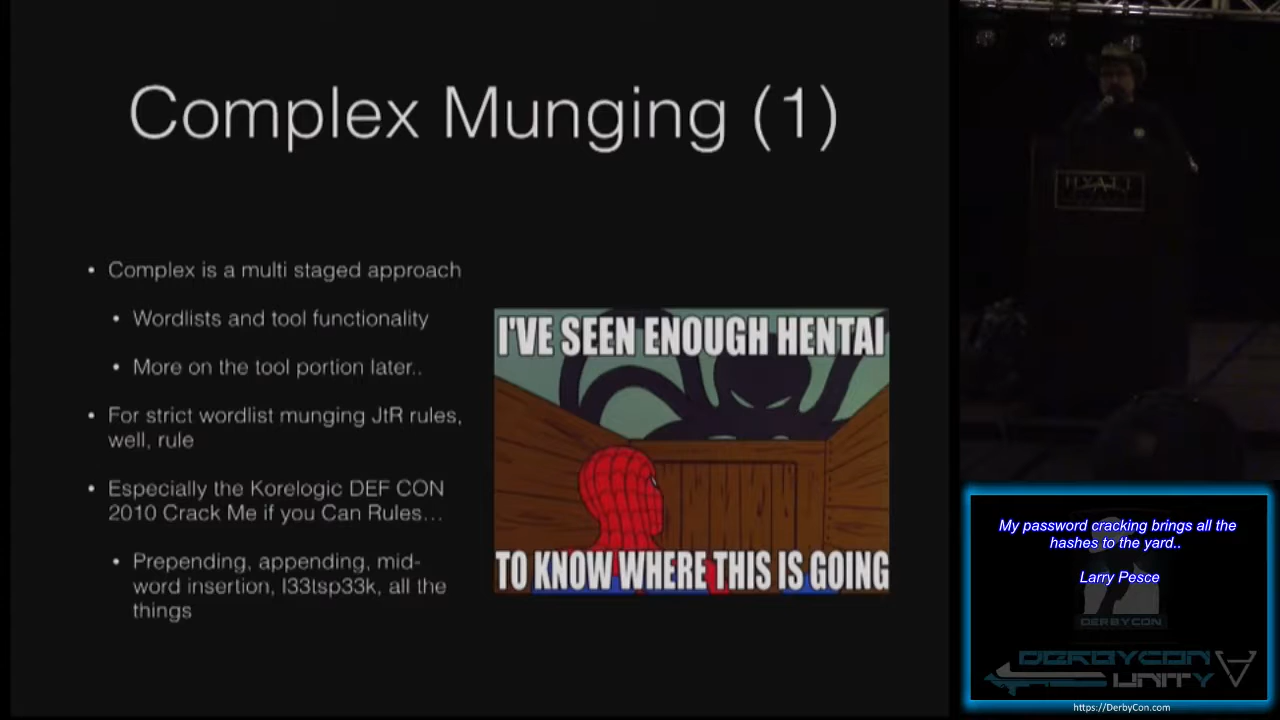 Complex Munging (1)
• Complex is a multi staged approach
• Wordlists and tool functionality
• More on the tool portion later..
• For strict wordlist munging JtR rules,
well, rule
• Especially the Korelogic DEF CON
2010 Crack Me if you Can Rules...
• Prepending, appending, mid-
word insertion, l33tsp33k, all the
things
I'VE SEEN ENOUGH HENTAI
TO KNOW WHERE THIS IS GOING
HYATT
My password cracking brings all the
hashes to the yard..
Larry Pesce
DERBYCON
DERBYCON
UNITY
https://DerbyCon.com